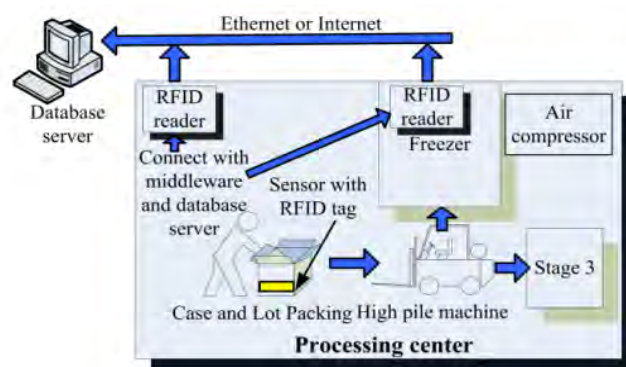 Ethernet or Internet
Database
server
RFID
reader
RFID
reader
Freezer
Air
compressor
Connect with
middleware
and database
server
Sensor with
RFID tag
Stage 3
Case and Lot Packing
High pile machine
Processing center